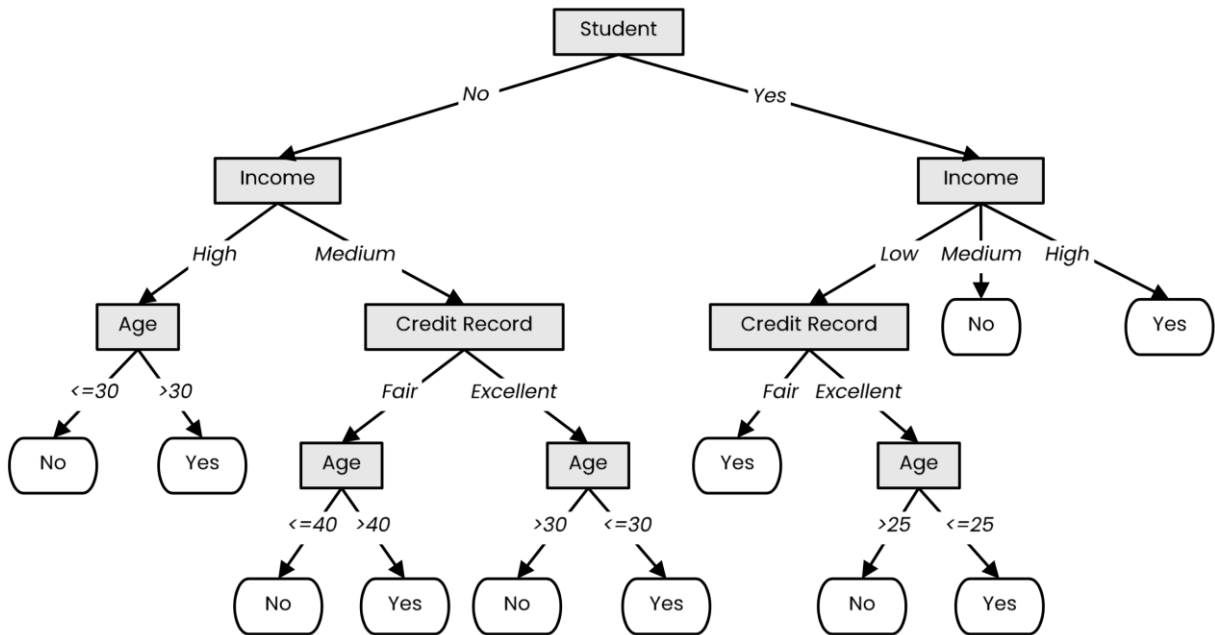 Student
No
Yes
Income
Income
High
Medium
Low
Medium
High
Age
Credit Record
Credit Record
No
Yes
<=30
>30
Fair
Excellent
Fair
Excellent
No
Yes
Age
Age
Yes
Age
<=40
>40
>30
<=30
>25
<=25
No
Yes
No
Yes
No
Yes